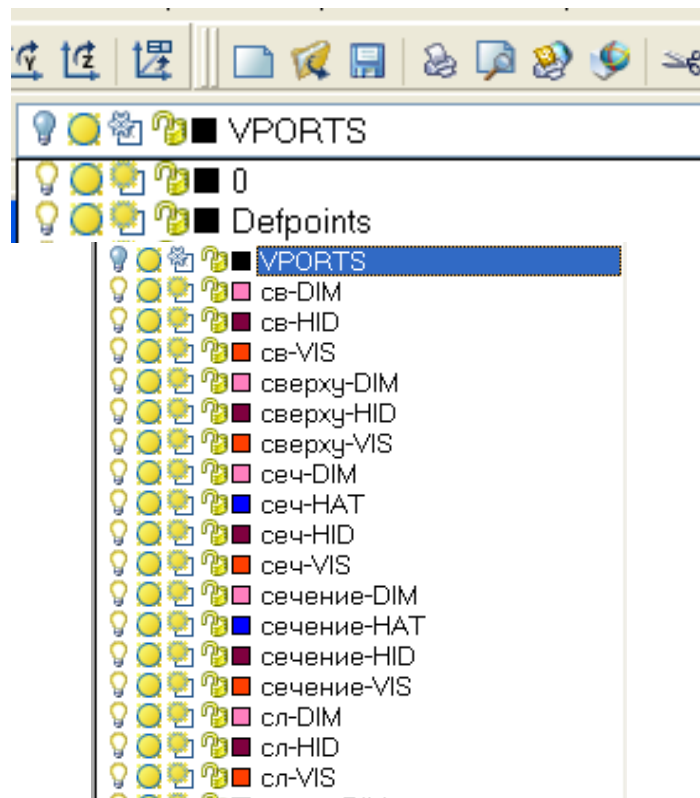 VPORTS
0
Defpoints
VPORTS
св-DIM
св-HID
св-VIS
сверху-DIM
сверху-HID
сверху-VIS
сеч-DIM
сеч-HAT
сеч-HID
сеч-VIS
сечение-DIM
сечение-HAT
сечение-HID
сечение-VIS
сл-DIM
сл-HID
сл-VIS